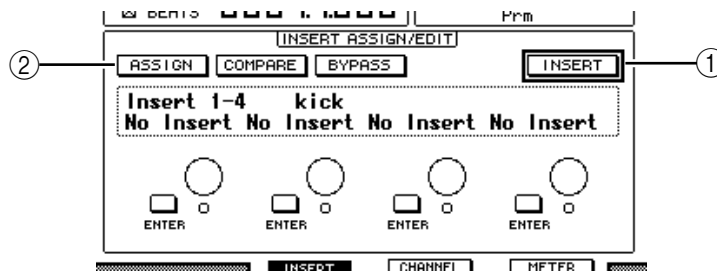 BEATS Prm
INSERT ASSIGN/EDIT
② ASSIGN COMPARE BYPASS INSERT ①
Insert 1-4 kick
No Insert No Insert No Insert No Insert
ENTER ENTER ENTER ENTER
INSERT CHANNEL METER